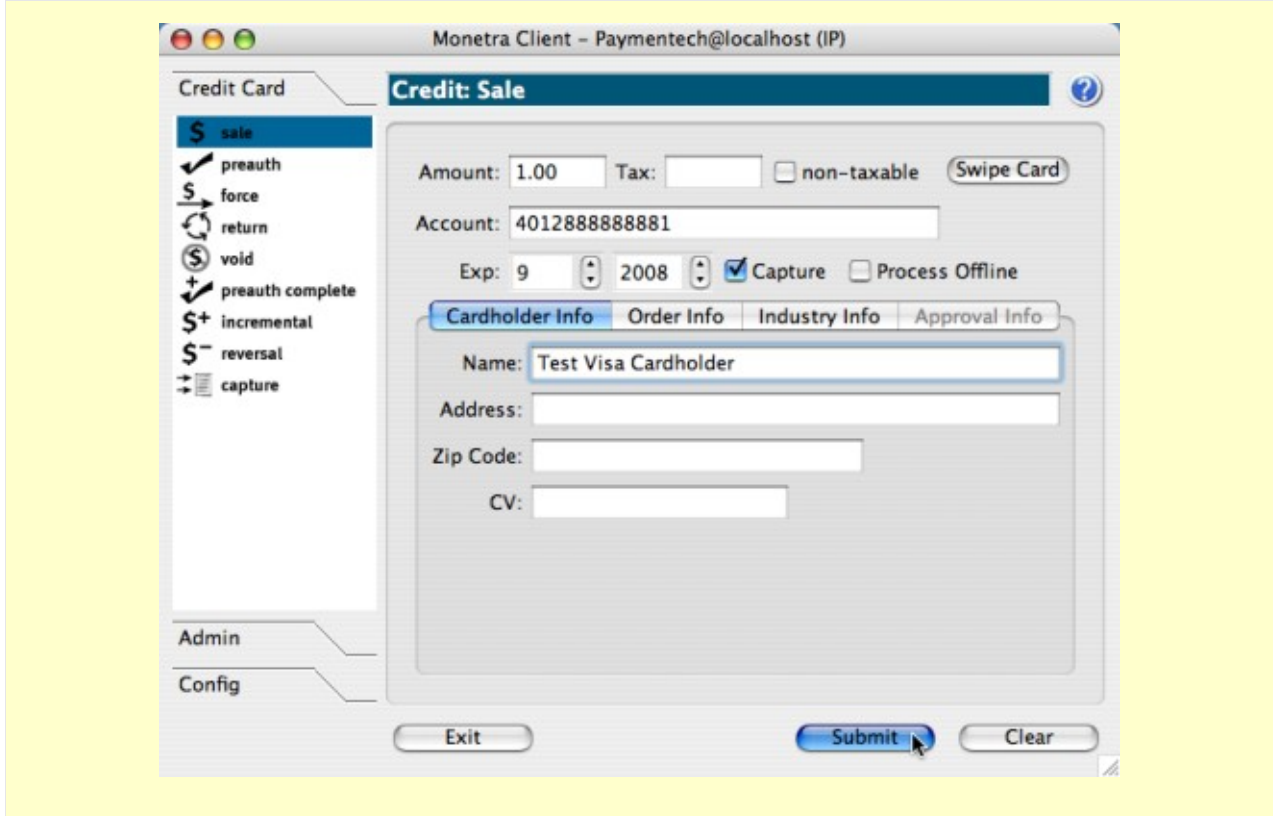 Monetra Client – Paymentech@localhost (IP)
Credit Card
Credit: Sale
?
$ sale
preauth
$ force
return
$ void
preauth complete
$+ incremental
$- reversal
capture
Amount: 1.00 Tax: non-taxable Swipe Card
Account: 4012888888881
Exp: 9 2008 Capture Process Offline
Cardholder Info Order Info Industry Info Approval Info
Name: Test Visa Cardholder
Address:
Zip Code:
CV:
Admin
Config
Exit Submit Clear